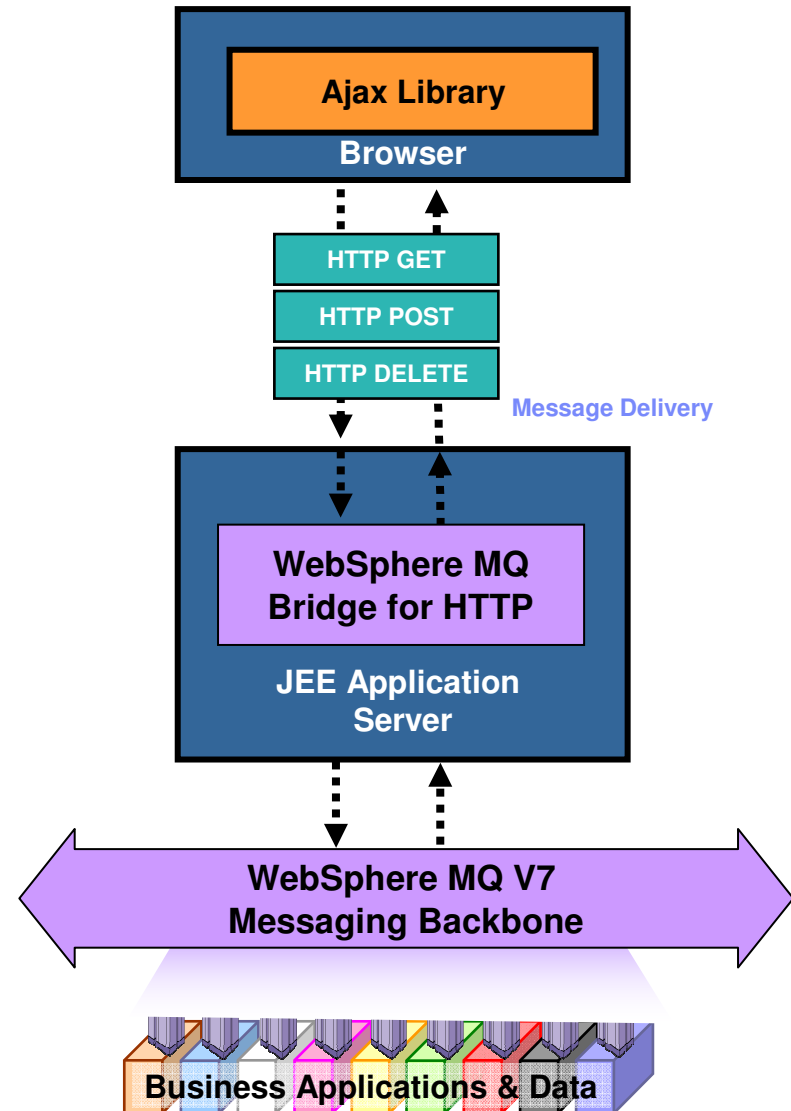 Ajax Library
Browser
HTTP GET
HTTP POST
HTTP DELETE
Message Delivery
WebSphere MQ
Bridge for HTTP
JEE Application
Server
WebSphere MQ V7
Messaging Backbone
Business Applications & Data